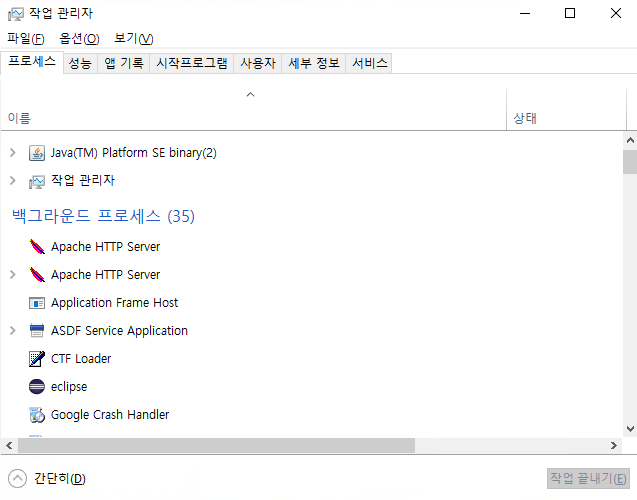 작업 관리자
파일(F) 옵션(O) 보기(V)
프로세스 성능 앱 기록 시작프로그램 사용자 세부 정보 서비스
이름 상태
Java(TM) Platform SE binary(2)
작업 관리자
백그라운드 프로세스 (35)
Apache HTTP Server
Apache HTTP Server
Application Frame Host
ASDF Service Application
CTF Loader
eclipse
Google Crash Handler
간단히(D) 작업 끝내기(E)